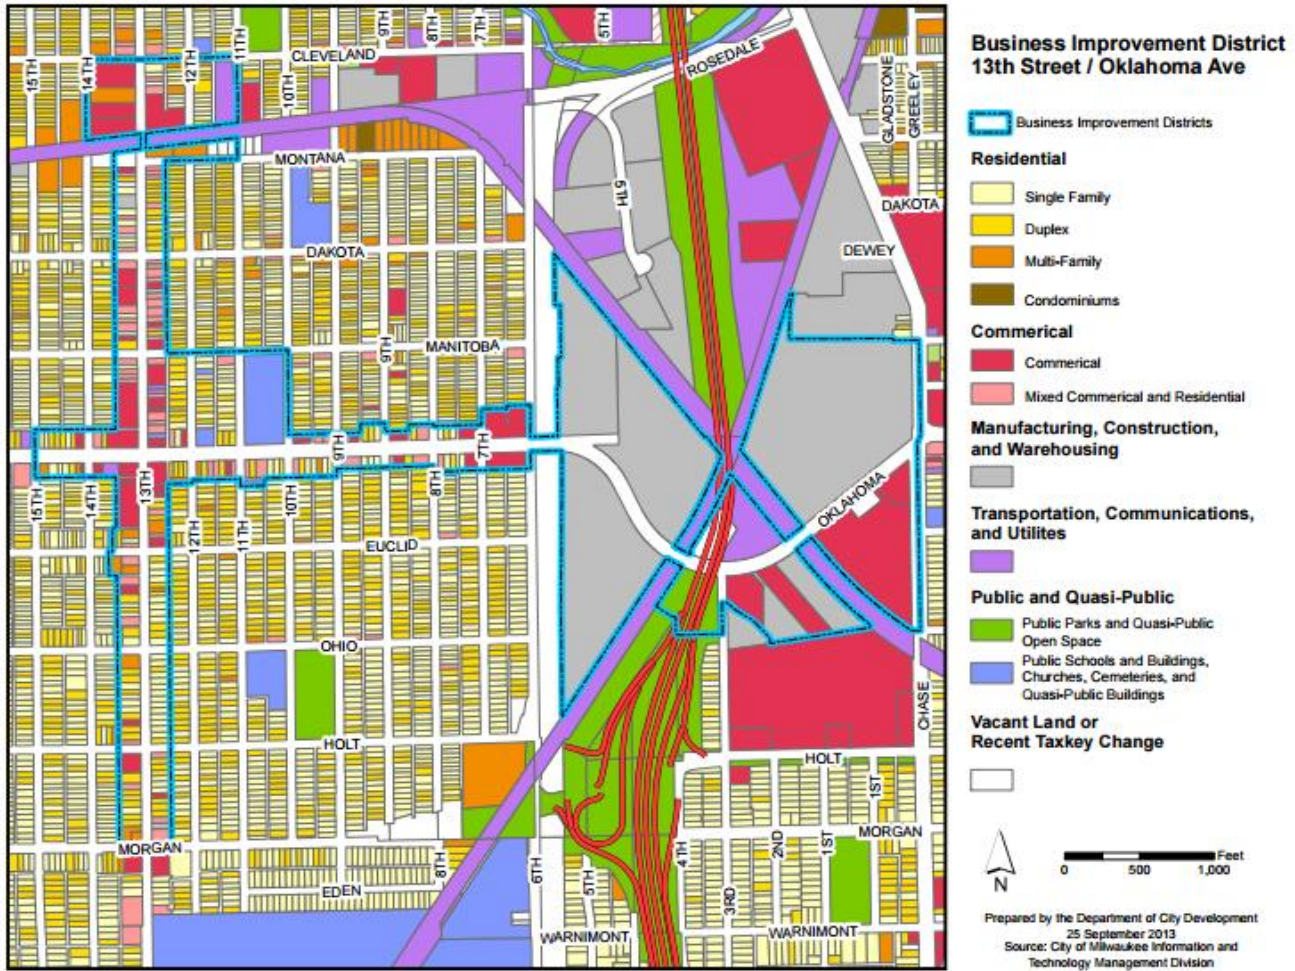 Business Improvement District
13th Street / Oklahoma Ave
Business Improvement Districts
Residential
Single Family
Duplex
Multi-Family
Condominiums
Commerical
Commerical
Mixed Commerical and Residential
Manufacturing, Construction,
and Warehousing
Transportation, Communications,
and Utilites
Public and Quasi-Public
Public Parks and Quasi-Public
Open Space
Public Schools and Buildings,
Churches, Cemeteries, and
Quasi-Public Buildings
Vacant Land or
Recent Taxkey Change
N
Feet
0 500 1,000
Prepared by the Department of City Development
25 September 2013
Source: City of Milwaukee Information and
Technology Management Division
15TH
14TH
12TH
11TH
10TH
9TH
8TH
7TH
5TH
CLEVELAND
ROSEDALE
GLADSTONE
GREELEY
MONTANA
5TH
DAKOTA
DAKOTA
DEWEY
9TH
MANITOBA
9TH
7TH
15TH
14TH
13TH
12TH
11TH
10TH
8TH
OKLAHOMA
EUCLID
OHIO
CHASE
HOLT
HOLT
1ST
MORGAN
MORGAN
8TH
6TH
5TH
4TH
3RD
2ND
1ST
EDEN
WARNIMONT
WARNIMONT